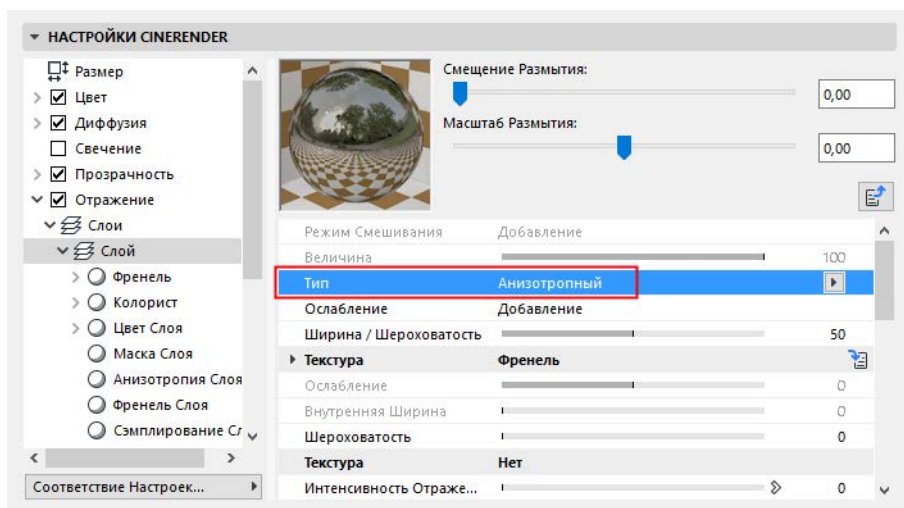 НАСТРОЙКИ CINERENDER
Размер
Цвет
Диффузия
Свечение
Прозрачность
Отражение
Слои
Слой
Френель
Колорист
Цвет Слоя
Маска Слоя
Анизотропия Слоя
Френель Слоя
Сэмплирование Сл
Соответствие Настроек...
Смещение Размытия:
0,00
Масштаб Размытия:
0,00
Режим Смешивания Добавление
Величина 100
Тип Анизотропный
Ослабление Добавление
Ширина / Шероховатость 50
Текстура Френель
Ослабление 0
Внутренняя Ширина 0
Шероховатость 0
Текстура Нет
Интенсивность Отраже... 0